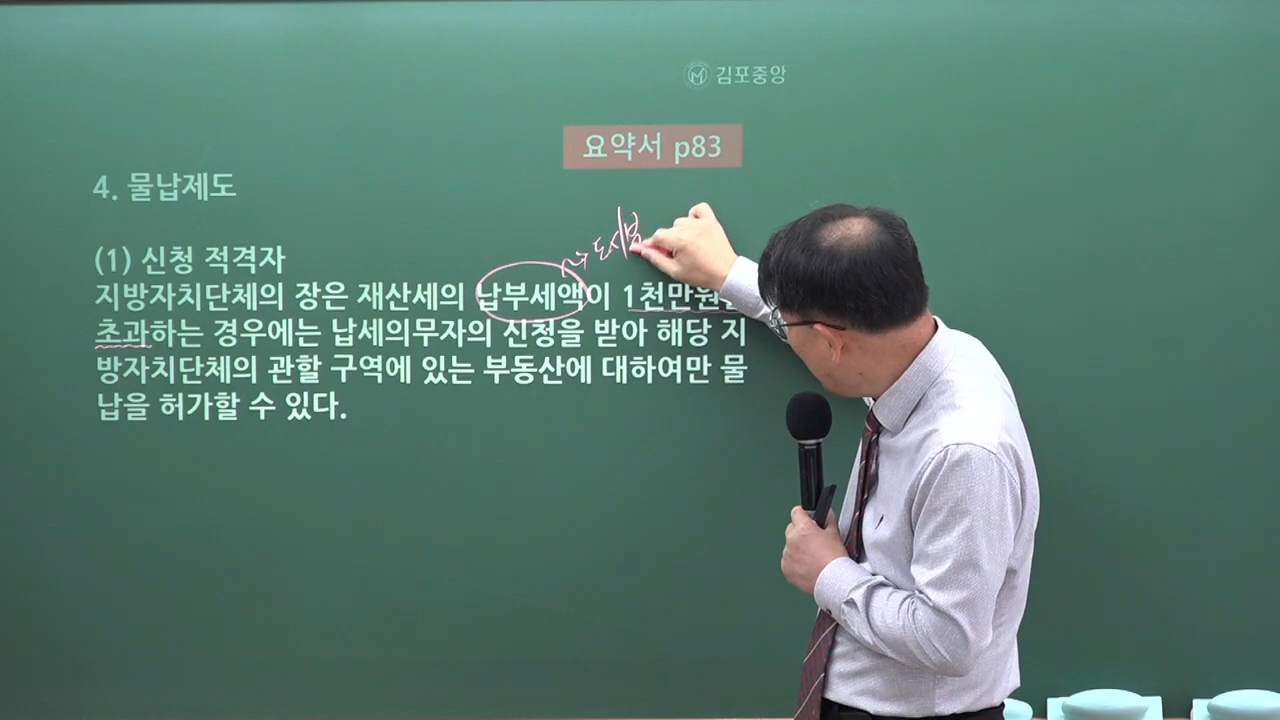 김포중앙
요약서 p83
4. 물납제도
(1) 신청 적격자
지방자치단체의 장은 재산세의 납부세액이 1천만원을
초과하는 경우에는 납세의무자의 신청을 받아 해당 지
방자치단체의 관할 구역에 있는 부동산에 대하여만 물
납을 허가할 수 있다.